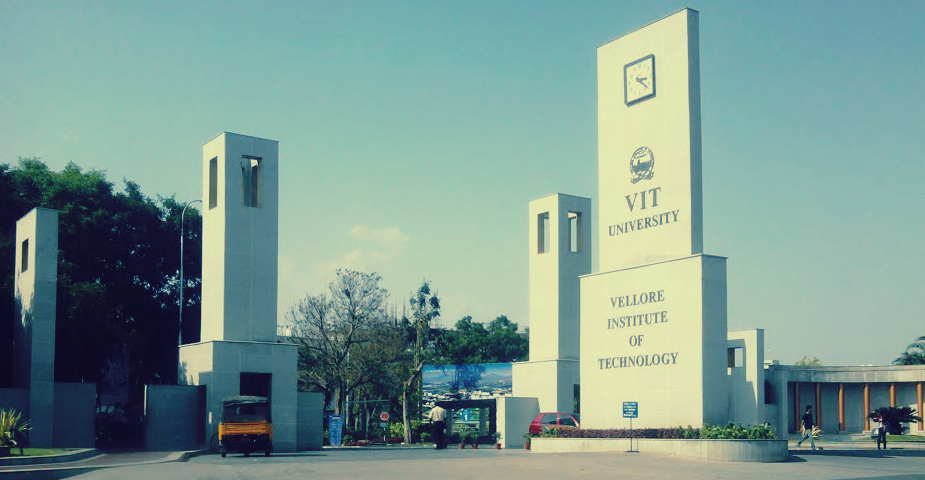 VIT
UNIVERSITY
VELLORE
INSTITUTE
OF
TECHNOLOGY